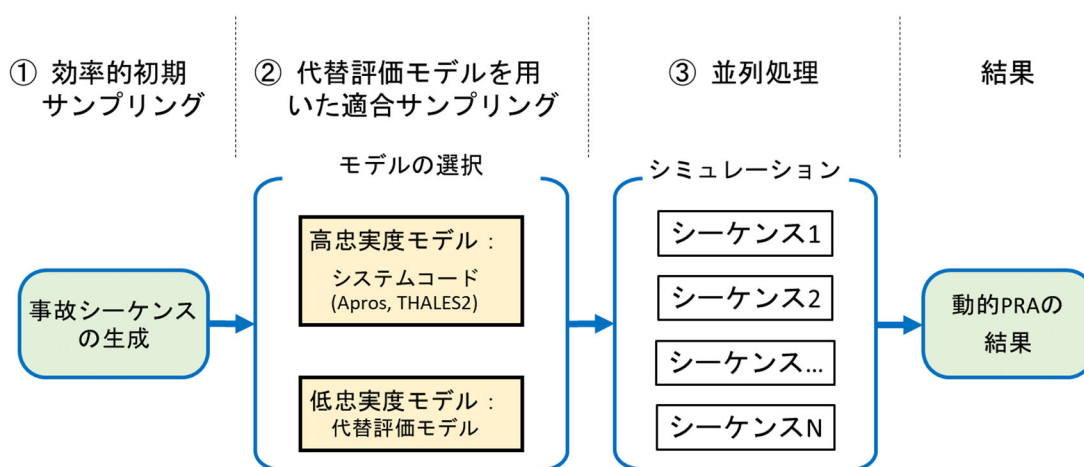 ① 効率的初期
サンプリング
② 代替評価モデルを用
いた適合サンプリング
③ 並列処理
結果
モデルの選択
シミュレーション
事故シーケンス
の生成
高忠実度モデル：
システムコード
(Apros, THALES2)
低忠実度モデル：
代替評価モデル
シーケンス1
シーケンス2
シーケンス...
シーケンスN
動的PRAの
結果